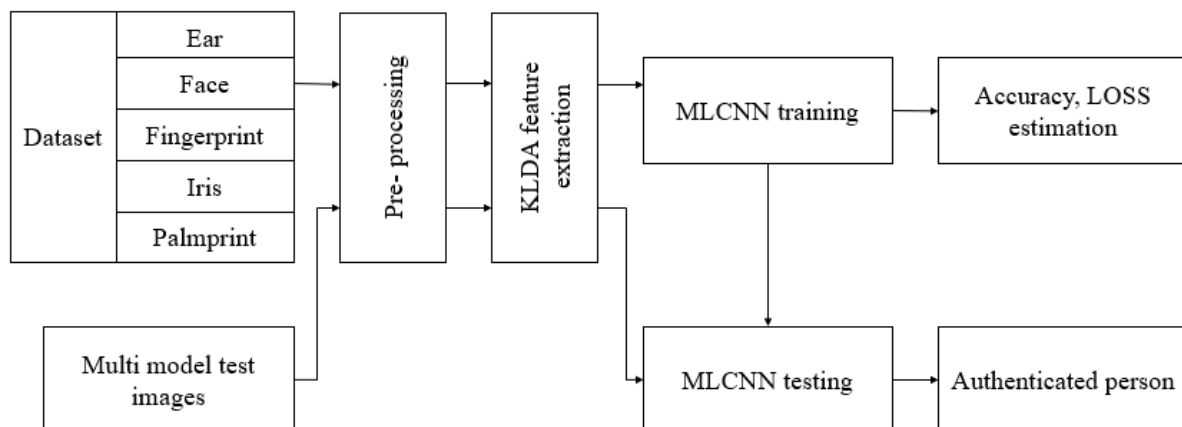 Dataset
Ear
Face
Fingerprint
Iris
Palmprint
Pre- processing
KLDA feature
extraction
MLCNN training
Accuracy, LOSS
estimation
Multi model test
images
MLCNN testing
Authenticated person